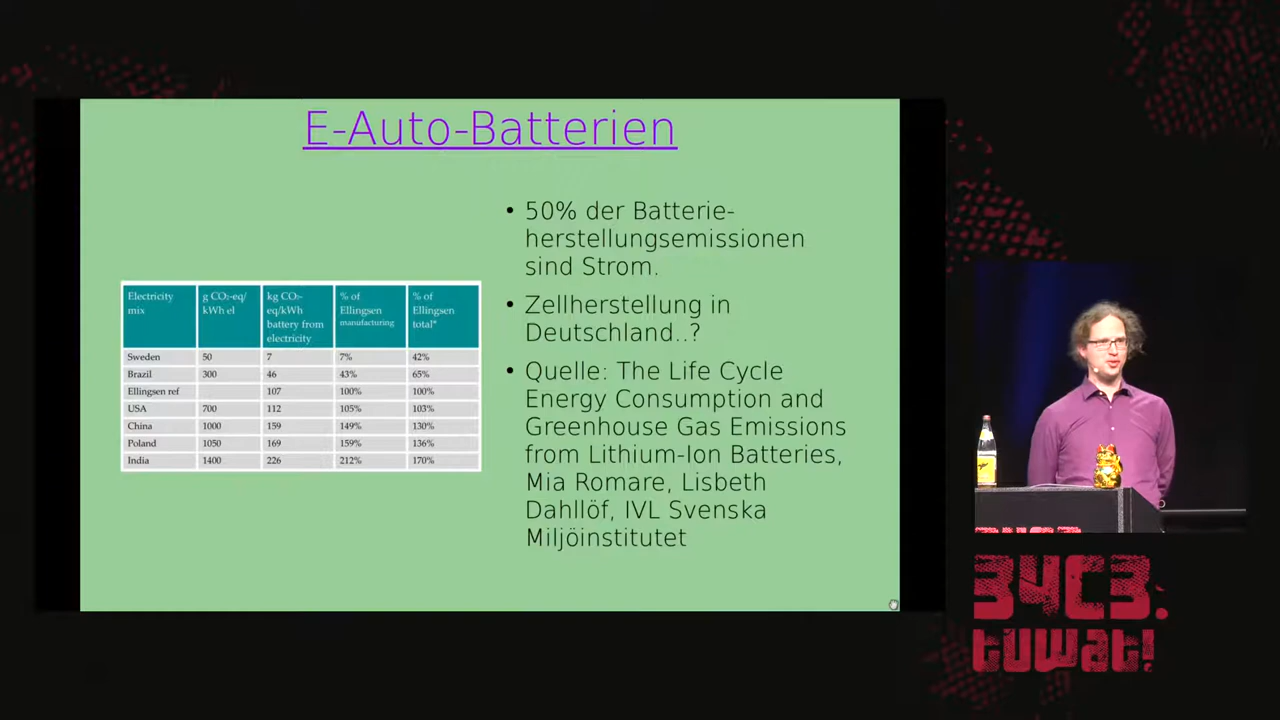 E-Auto-Batterien
Electricity mix | g CO₂-eq/ kWh el | kg CO₂-eq/kWh battery from electricity | % of Ellingsen manufacturing | % of Ellingsen total*
Sweden | 50 | 7 | 7% | 42%
Brazil | 300 | 46 | 43% | 65%
Ellingsen ref | | 107 | 100% | 100%
USA | 700 | 112 | 105% | 103%
China | 1000 | 159 | 149% | 130%
Poland | 1050 | 169 | 159% | 136%
India | 1400 | 226 | 212% | 170%
• 50% der Batterie-
herstellungsemissionen
sind Strom.
• Zellherstellung in
Deutschland..?
• Quelle: The Life Cycle
Energy Consumption and
Greenhouse Gas Emissions
from Lithium-Ion Batteries,
Mia Romare, Lisbeth
Dahllöf, IVL Svenska
Miljöinstitutet
34C3.
tuwat!